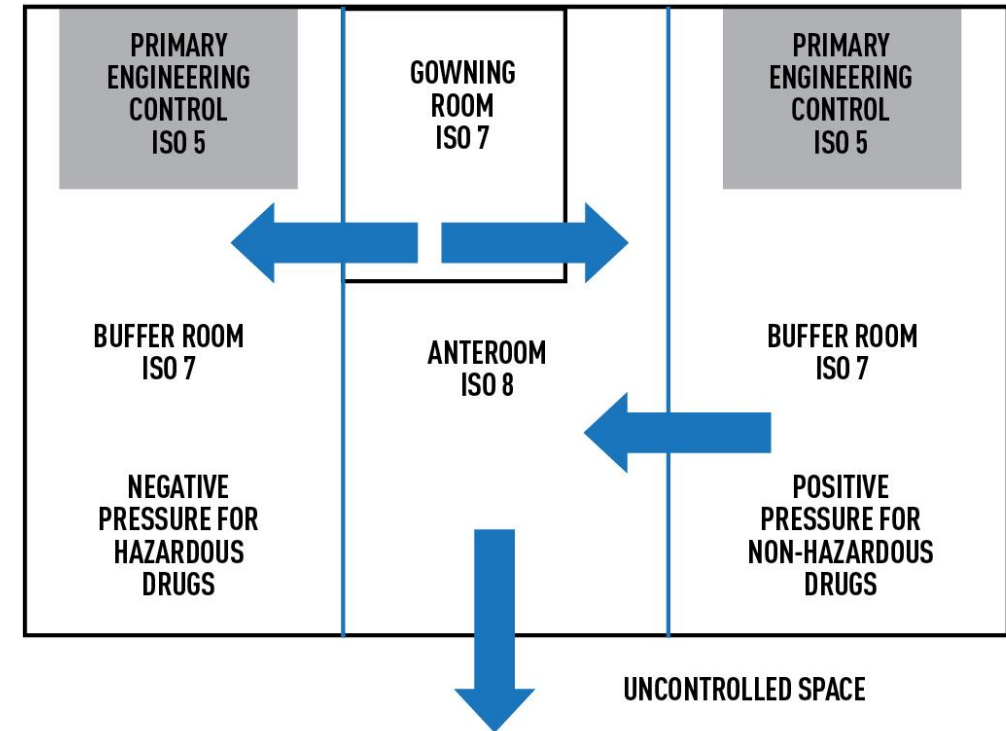 PRIMARY
ENGINEERING
CONTROL
ISO 5
GOWNING
ROOM
ISO 7
PRIMARY
ENGINEERING
CONTROL
ISO 5
BUFFER ROOM
ISO 7
ANTEROOM
ISO 8
BUFFER ROOM
ISO 7
NEGATIVE
PRESSURE FOR
HAZARDOUS
DRUGS
POSITIVE
PRESSURE FOR
NON-HAZARDOUS
DRUGS
UNCONTROLLED SPACE